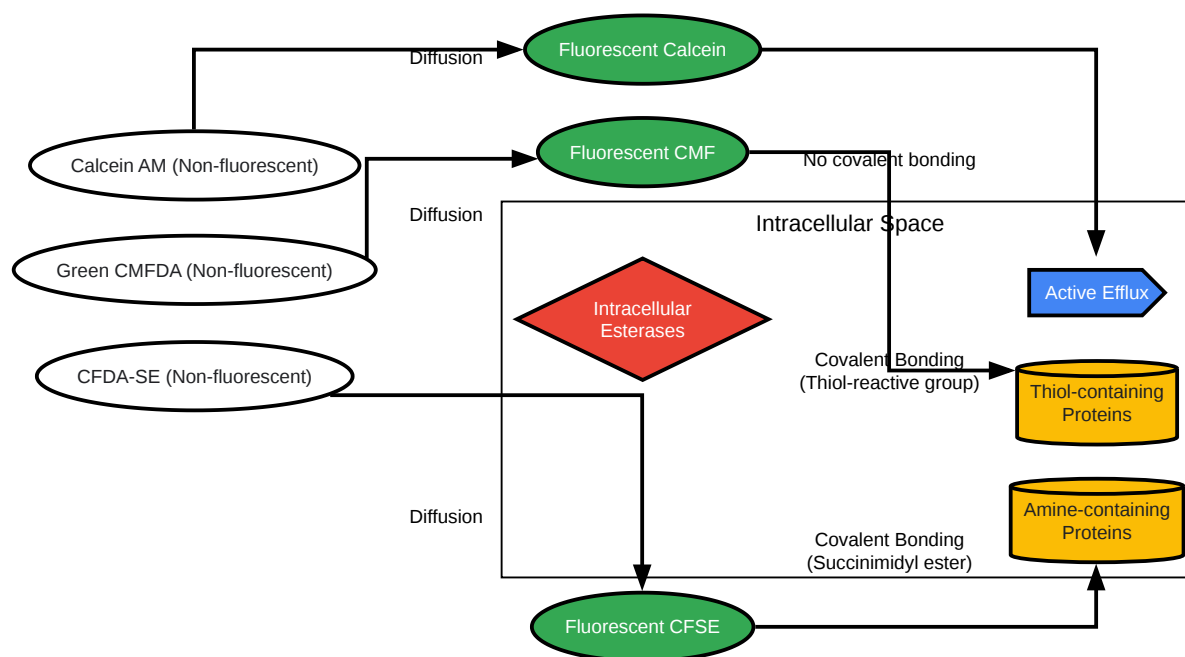 Fluorescent Calcein
Diffusion
Fluorescent CMF
No covalent bonding
Calcein AM (Non-fluorescent)
Diffusion
Intracellular Space
Green CMFDA (Non-fluorescent)
Intracellular
Esterases
Active Efflux
CFDA-SE (Non-fluorescent)
Covalent Bonding
(Thiol-reactive group)
Thiol-containing
Proteins
Diffusion
Amine-containing
Proteins
Covalent Bonding
(Succinimidyl ester)
Fluorescent CFSE